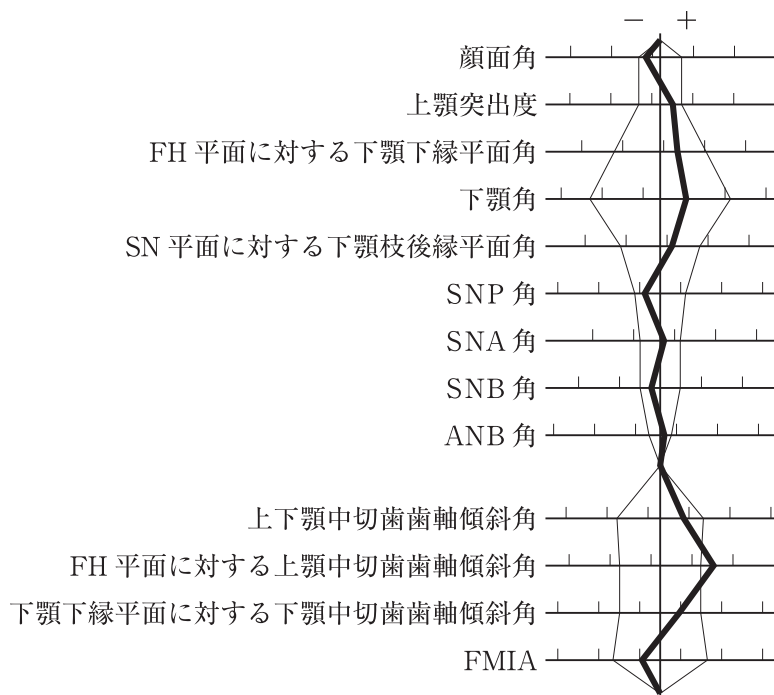 − +
顔面角
上顎突出度
FH 平面に対する下顎下縁平面角
下顎角
SN 平面に対する下顎枝後縁平面角
SNP 角
SNA 角
SNB 角
ANB 角
上下顎中切歯歯軸傾斜角
FH 平面に対する上顎中切歯歯軸傾斜角
下顎下縁平面に対する下顎中切歯歯軸傾斜角
FMIA